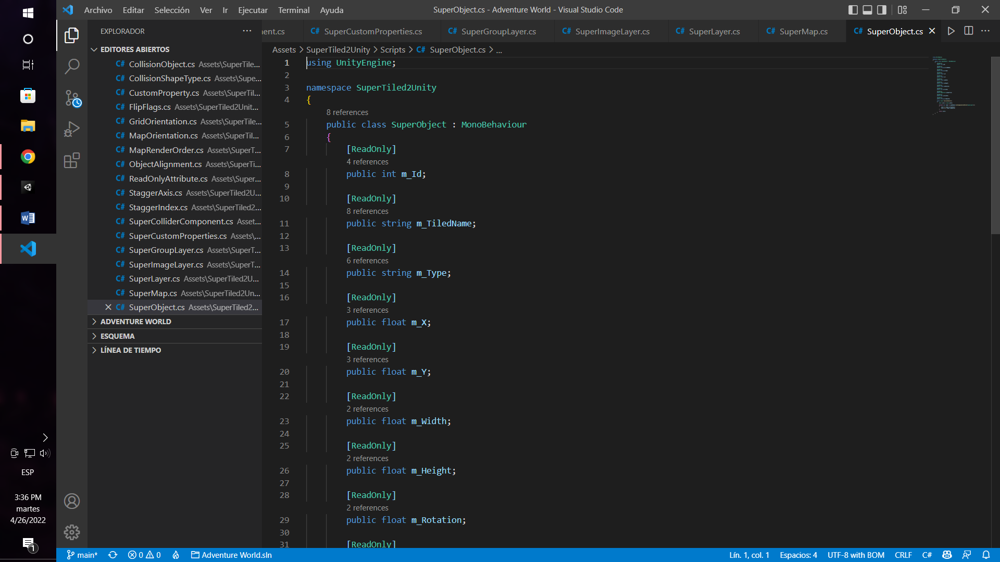 Archivo Editar Selección Ver Ir Ejecutar Terminal Ayuda
SuperObject.cs - Adventure World - Visual Studio Code
EXPLORADOR
EDITORES ABIERTOS
C# CollisionObject.cs Assets\SuperTile...
C# CollisionShapeType.cs Assets\Supe...
C# CustomProperty.cs Assets\SuperTil...
C# FlipFlags.cs Assets\SuperTiled2Unit...
C# GridOrientation.cs Assets\SuperTile...
C# MapOrientation.cs Assets\SuperTil...
C# MapRenderOrder.cs Assets\SuperT...
C# ObjectAlignment.cs Assets\SuperTi...
C# ReadOnlyAttribute.cs Assets\Super...
C# StaggerAxis.cs Assets\SuperTiled2U...
C# StaggerIndex.cs Assets\SuperTiled2...
C# SuperColliderComponent.cs Asset...
C# SuperCustomProperties.cs Assets\...
C# SuperGroupLayer.cs Assets\SuperT...
C# SuperImageLayer.cs Assets\SuperT...
C# SuperLayer.cs Assets\SuperTiled2U...
C# SuperMap.cs Assets\SuperTiled2Un...
C# SuperObject.cs Assets\SuperTiled2...
ADVENTURE WORLD
ESQUEMA
LÍNEA DE TIEMPO
ent.cs C# SuperCustomProperties.cs C# SuperGroupLayer.cs C# SuperImageLayer.cs C# SuperLayer.cs C# SuperMap.cs C# SuperObject.cs
Assets > SuperTiled2Unity > Scripts > C# SuperObject.cs > ...
1 using UnityEngine;
2
3 namespace SuperTiled2Unity
4 {
8 references
5 public class SuperObject : MonoBehaviour
6 {
7 [ReadOnly]
4 references
8 public int m_Id;
9
10 [ReadOnly]
8 references
11 public string m_TiledName;
12
13 [ReadOnly]
6 references
14 public string m_Type;
15
16 [ReadOnly]
3 references
17 public float m_X;
18
19 [ReadOnly]
3 references
20 public float m_Y;
21
22 [ReadOnly]
2 references
23 public float m_Width;
24
25 [ReadOnly]
2 references
26 public float m_Height;
27
28 [ReadOnly]
2 references
29 public float m_Rotation;
30
31 [ReadOnly]
W
ESP
3:36 PM
martes
4/26/2022
1
main* 0 0 Adventure World.sln
Lín. 1, col. 1 Espacios: 4 UTF-8 with BOM CRLF C#